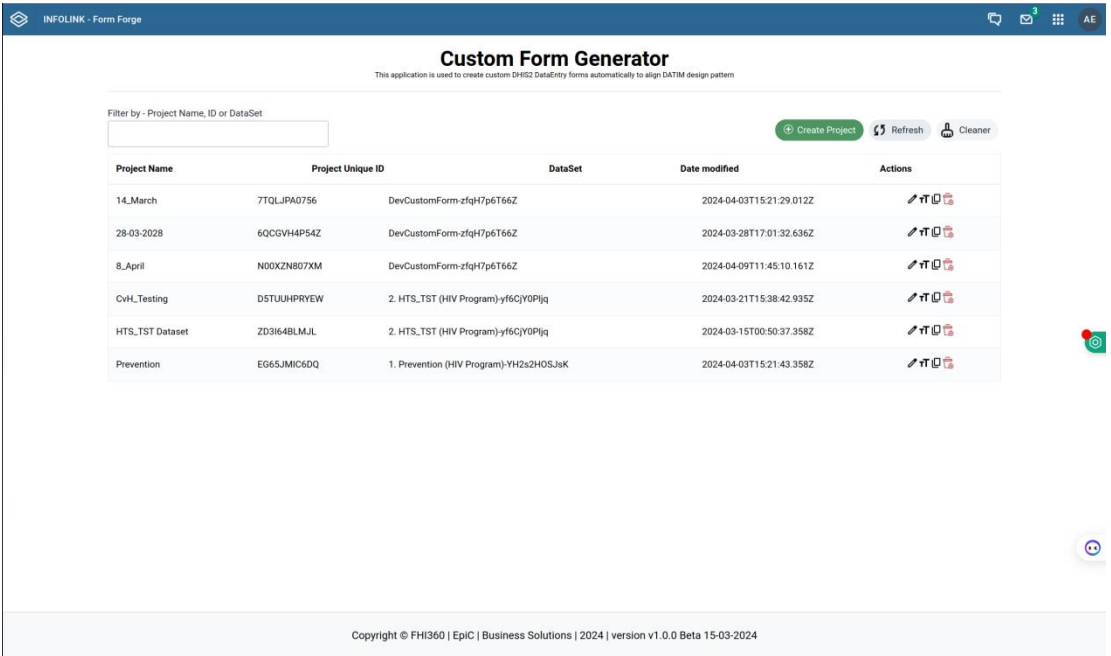 INFOLINK - Form Forge
3
AE
Custom Form Generator
This application is used to create custom DHIS2 DataEntry forms automatically to align DATIM design pattern
Filter by - Project Name, ID or DataSet
Create Project Refresh Cleaner
Project Name Project Unique ID DataSet Date modified Actions
14_March 7TQLJPA0756 DevCustomForm-zfqH7p6T66Z 2024-04-03T15:21:29.012Z
28-03-2028 6QCGVH4P54Z DevCustomForm-zfqH7p6T66Z 2024-03-28T17:01:32.636Z
8_April N00XZN807XM DevCustomForm-zfqH7p6T66Z 2024-04-09T11:45:10.161Z
CvH_Testing D5TUUHPRYEW 2. HTS_TST (HIV Program)-yf6CjY0PIjq 2024-03-21T15:38:42.935Z
HTS_TST Dataset ZD3I64BLMJL 2. HTS_TST (HIV Program)-yf6CjY0PIjq 2024-03-15T00:50:37.358Z
Prevention EG65JMIC6DQ 1. Prevention (HIV Program)-YH2s2HOSJsK 2024-04-03T15:21:43.358Z
Copyright © FHI360 | EpiC | Business Solutions | 2024 | version v1.0.0 Beta 15-03-2024